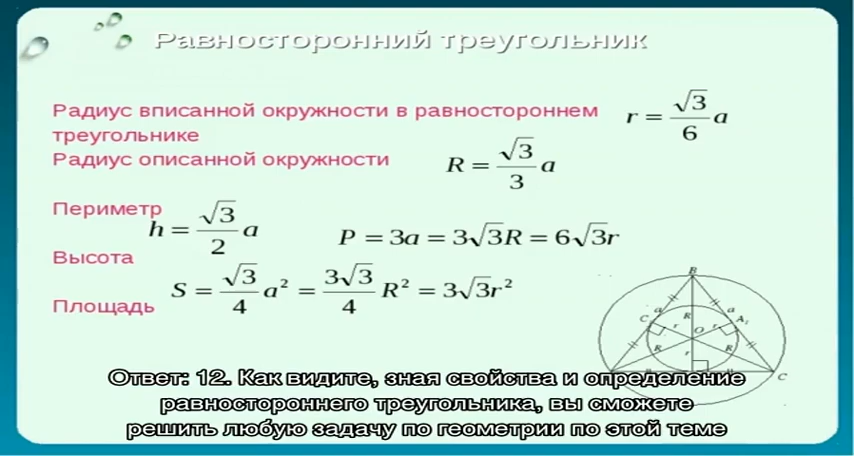 Равносторонний треугольник
Радиус вписанной окружности в равностороннем
треугольнике
r = √3/6 a
Радиус описанной окружности
R = √3/3 a
Периметр
h = √3/2 a
P = 3a = 3√3R = 6√3r
Высота
S = √3/4 a² = 3√3/4 R² = 3√3r²
Площадь
B
a a
C₁ R A₁
r O r
R r R
C
Ответ: 12. Как видите, зная свойства и определение
равностороннего треугольника, вы сможете
решить любую задачу по геометрии по этой теме